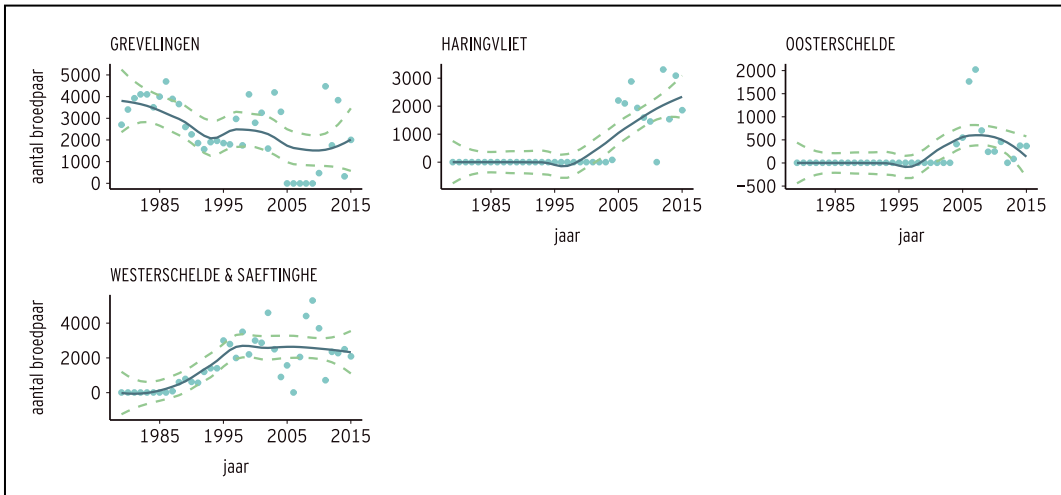 GREVELINGEN
aantal broedpaar
5000
4000
3000
2000
1000
0
1985 1995 2005 2015
HARINGVLIET
3000
2000
1000
0
1985 1995 2005 2015
jaar
OOSTERSCHELDE
2000
1500
1000
500
0
−500
1985 1995 2005 2015
jaar
WESTERSCHELDE & SAEFTINGHE
aantal broedpaar
4000
2000
0
1985 1995 2005 2015
jaar